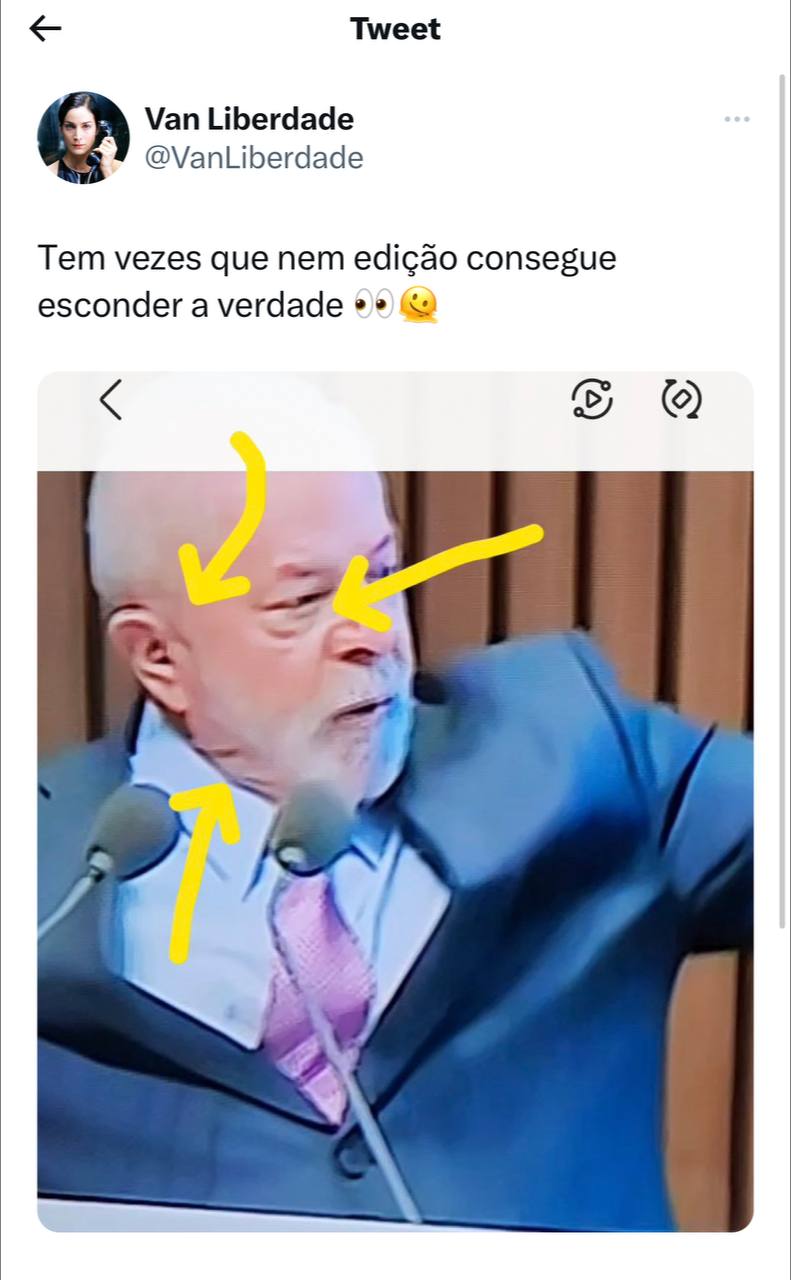 Tweet
Van Liberdade
@VanLiberdade
Tem vezes que nem edição consegue
esconder a verdade 👀🫠